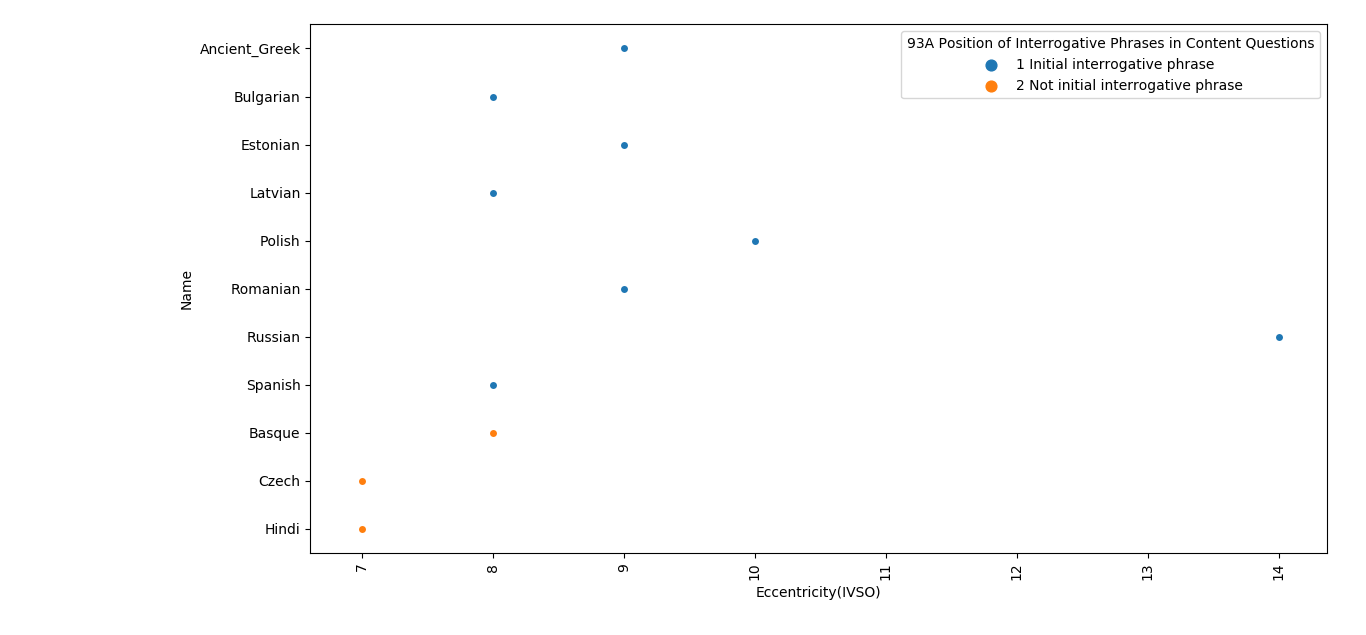 93A Position of Interrogative Phrases in Content Questions
1 Initial interrogative phrase
2 Not initial interrogative phrase
Name
Ancient_Greek
Bulgarian
Estonian
Latvian
Polish
Romanian
Russian
Spanish
Basque
Czech
Hindi
7 8 9 10 11 12 13 14
Eccentricity(IVSO)